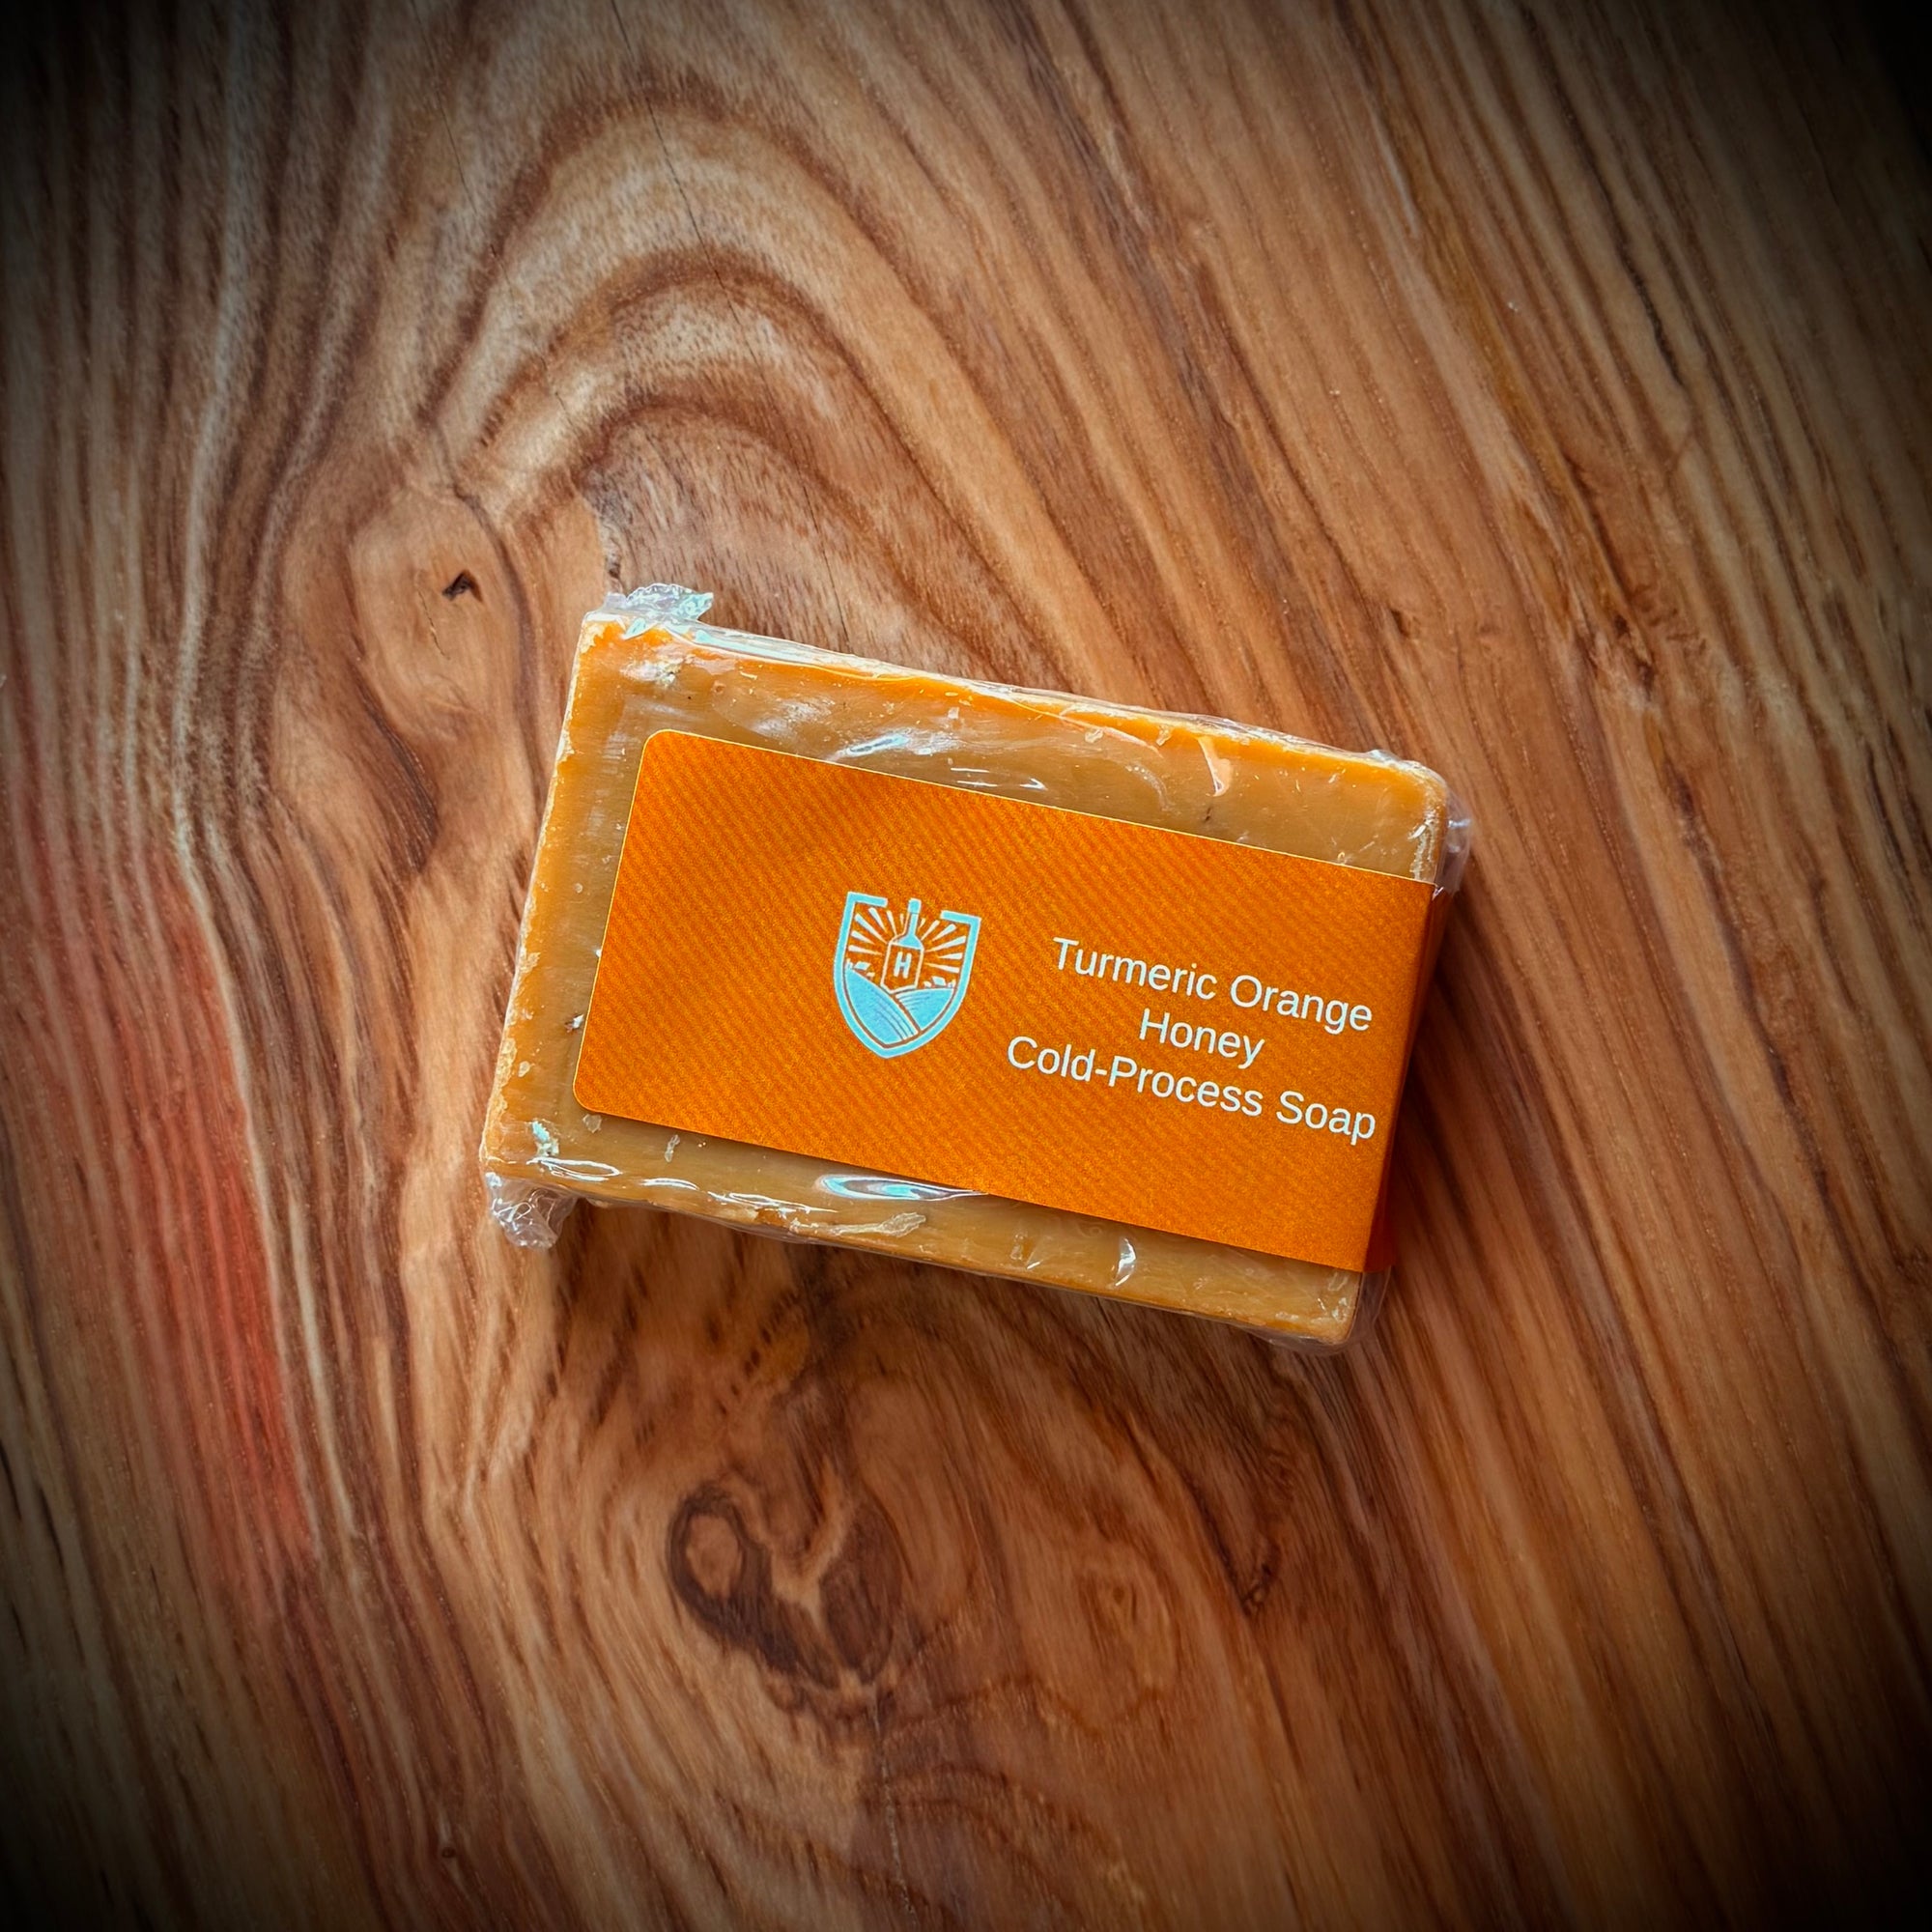 H
Turmeric Orange
Honey
Cold-Process Soap